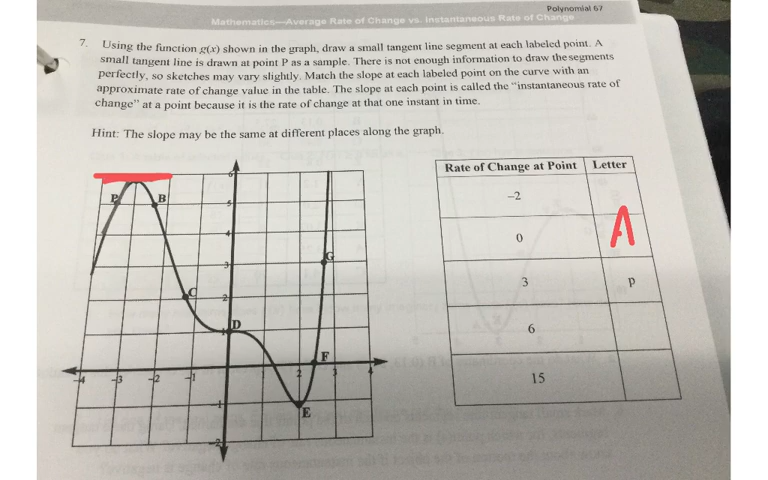 Polynomial 67
Mathematics—Average Rate of Change vs. Instantaneous Rate of Change
7. Using the function g(x) shown in the graph, draw a small tangent line segment at each labeled point. A
small tangent line is drawn at point P as a sample. There is not enough information to draw the segments
perfectly, so sketches may vary slightly. Match the slope at each labeled point on the curve with an
approximate rate of change value in the table. The slope at each point is called the “instantaneous rate of
change” at a point because it is the rate of change at that one instant in time.
Hint: The slope may be the same at different places along the graph.
6
P B 5
4
3 G
C 2
1 D
F
-4 -3 -2 -1 2 3 4
-1 E
-2
Rate of Change at Point Letter
−2
0 A
3 P
6
15